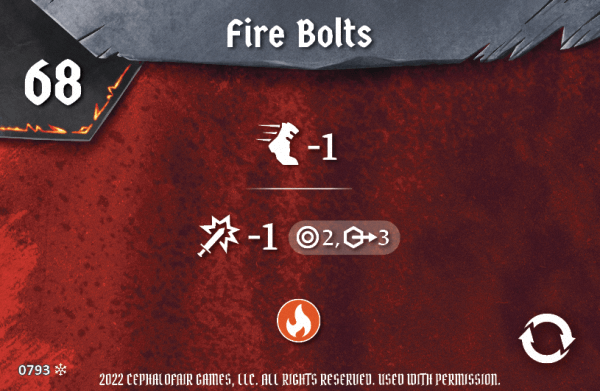 Fire Bolts
68
-1
-1 2, 3
0793
2022 CEPHALOFAIR GAMES, LLC. ALL RIGHTS RESERVED. USED WITH PERMISSION.